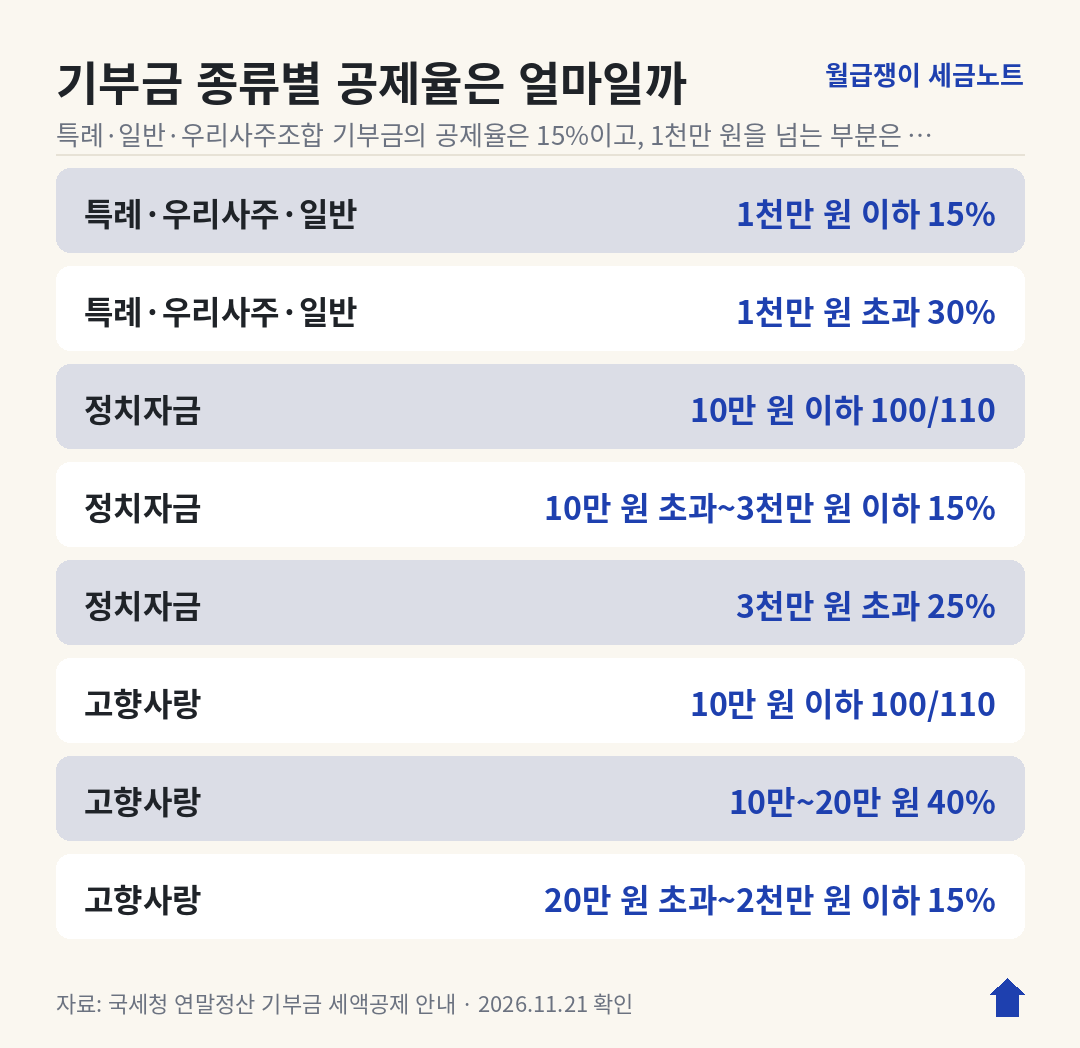 기부금 종류별 공제율은 얼마일까
월급쟁이 세금노트
특례·일반·우리사주조합 기부금의 공제율은 15%이고, 1천만 원을 넘는 부분은 …
특례·우리사주·일반 1천만 원 이하 15%
특례·우리사주·일반 1천만 원 초과 30%
정치자금 10만 원 이하 100/110
정치자금 10만 원 초과~3천만 원 이하 15%
정치자금 3천만 원 초과 25%
고향사랑 10만 원 이하 100/110
고향사랑 10만~20만 원 40%
고향사랑 20만 원 초과~2천만 원 이하 15%
자료: 국세청 연말정산 기부금 세액공제 안내 · 2026.11.21 확인